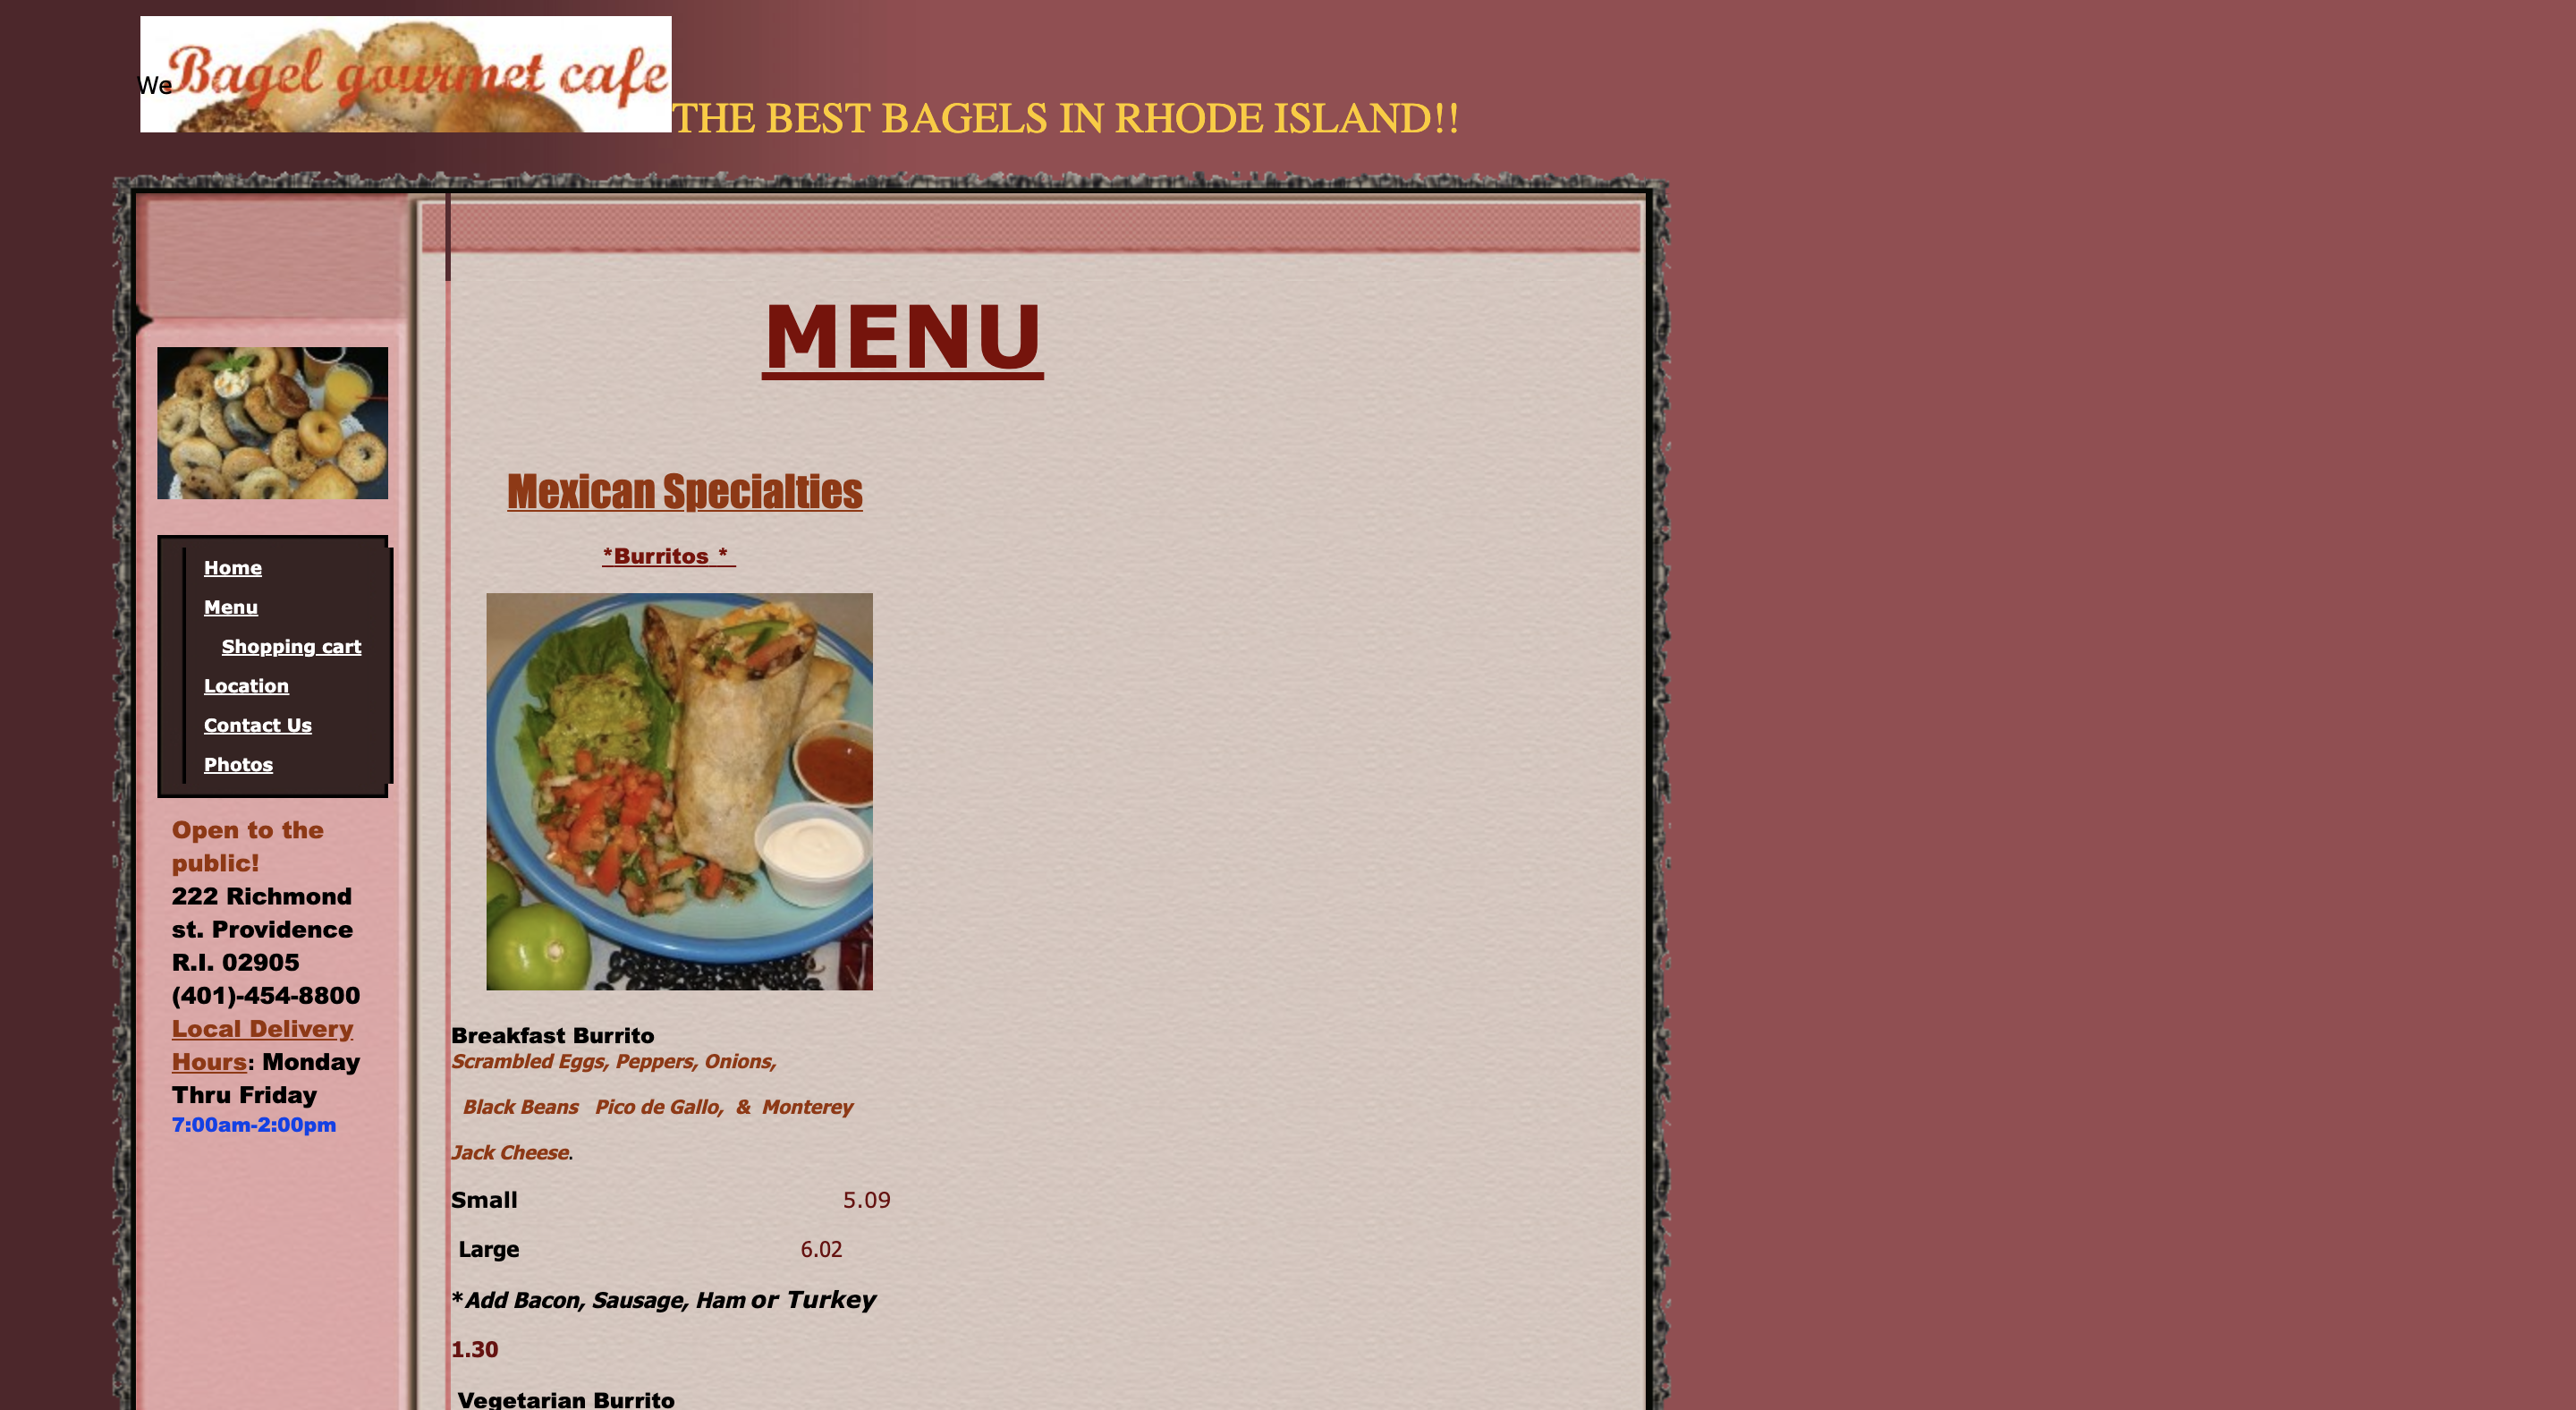 We
Bagel gourmet cafe
THE BEST BAGELS IN RHODE ISLAND!!
MENU
Mexican Specialties
*Burritos *
Home
Menu
Shopping cart
Location
Contact Us
Photos
Open to the
public!
222 Richmond
st. Providence
R.I. 02905
(401)-454-8800
Local Delivery
Hours: Monday
Thru Friday
7:00am-2:00pm
Breakfast Burrito
Scrambled Eggs, Peppers, Onions,
Black Beans Pico de Gallo, & Monterey
Jack Cheese.
Small 5.09
Large 6.02
*Add Bacon, Sausage, Ham or Turkey
1.30
Vegetarian Burrito